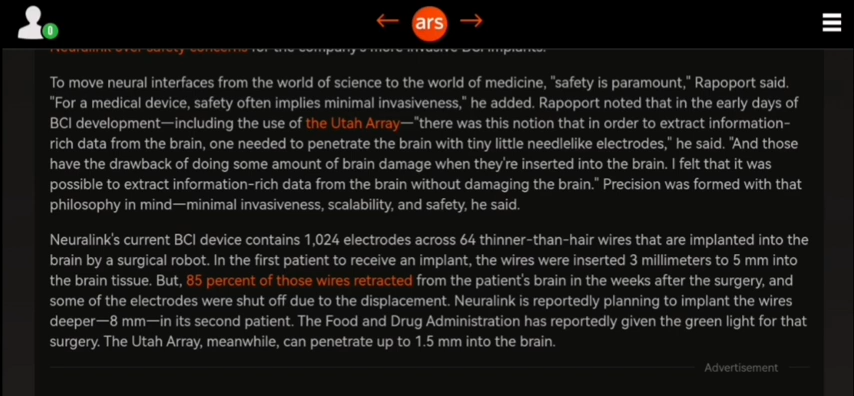 0
ars
Neuralink over safety concerns for the company's more invasive BCI implants.
To move neural interfaces from the world of science to the world of medicine, "safety is paramount," Rapoport said.
"For a medical device, safety often implies minimal invasiveness," he added. Rapoport noted that in the early days of
BCI development—including the use of the Utah Array—"there was this notion that in order to extract information-
rich data from the brain, one needed to penetrate the brain with tiny little needlelike electrodes," he said. "And those
have the drawback of doing some amount of brain damage when they're inserted into the brain. I felt that it was
possible to extract information-rich data from the brain without damaging the brain." Precision was formed with that
philosophy in mind—minimal invasiveness, scalability, and safety, he said.
Neuralink's current BCI device contains 1,024 electrodes across 64 thinner-than-hair wires that are implanted into the
brain by a surgical robot. In the first patient to receive an implant, the wires were inserted 3 millimeters to 5 mm into
the brain tissue. But, 85 percent of those wires retracted from the patient's brain in the weeks after the surgery, and
some of the electrodes were shut off due to the displacement. Neuralink is reportedly planning to implant the wires
deeper—8 mm—in its second patient. The Food and Drug Administration has reportedly given the green light for that
surgery. The Utah Array, meanwhile, can penetrate up to 1.5 mm into the brain.
Advertisement